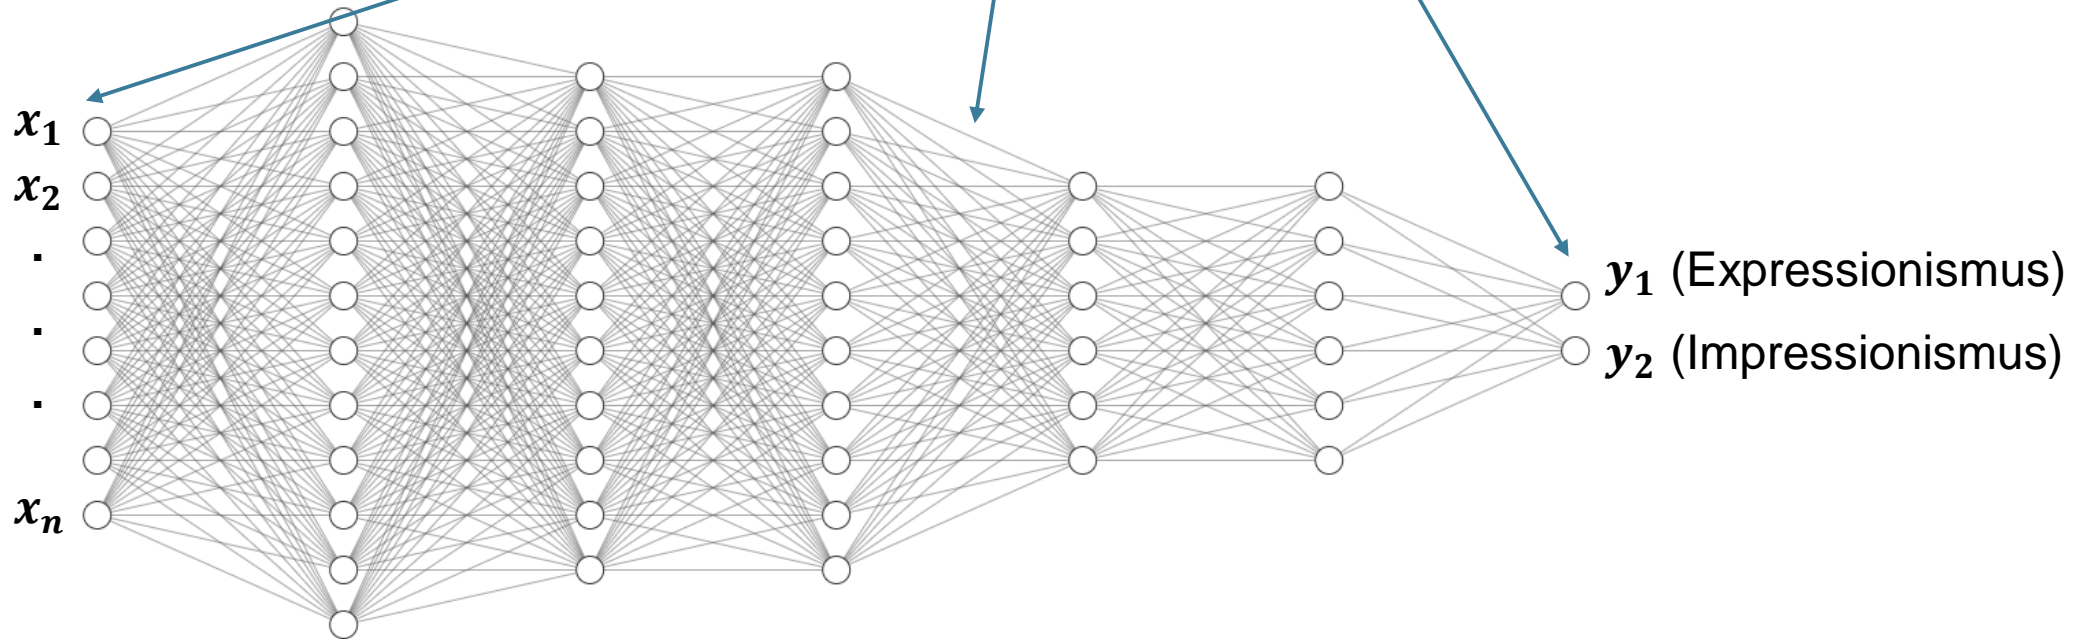 x₁
x₂
.
.
.
xₙ
y₁ (Expressionismus)
y₂ (Impressionismus)